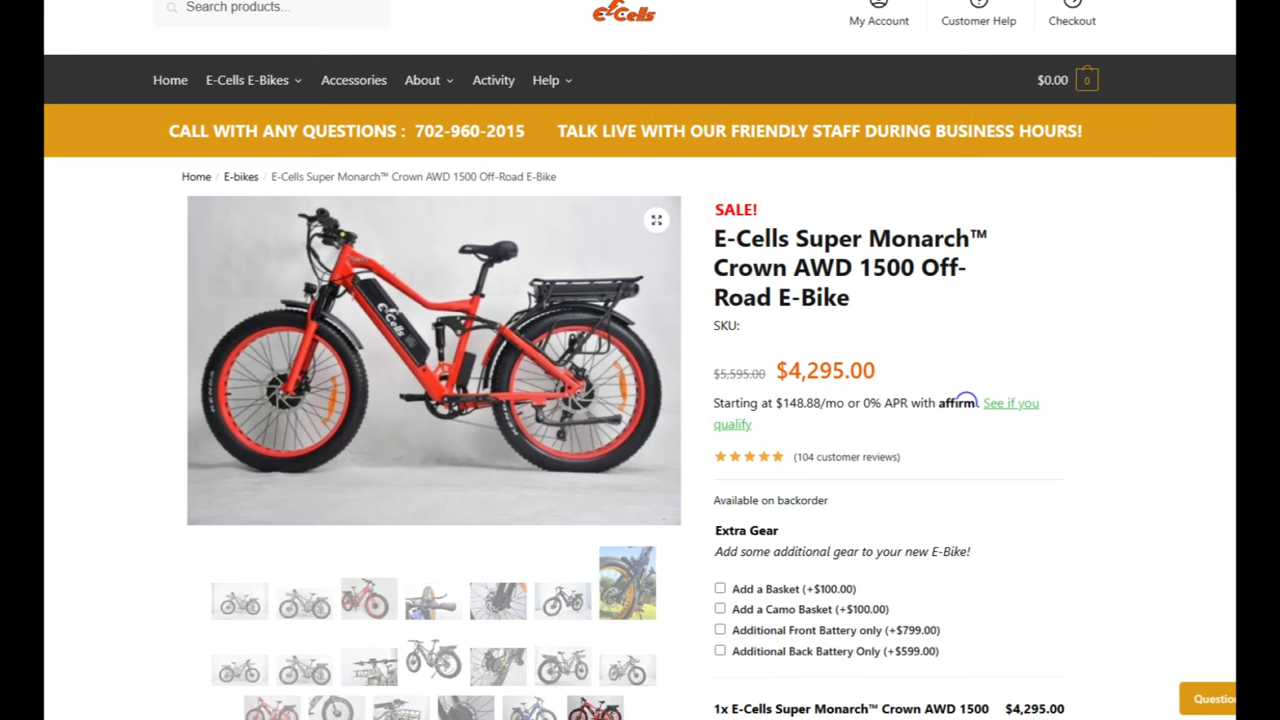 Search products...
E-Cells
My Account
Customer Help
Checkout
Home
E-Cells E-Bikes
Accessories
About
Activity
Help
$0.00
0
CALL WITH ANY QUESTIONS : 702-960-2015 TALK LIVE WITH OUR FRIENDLY STAFF DURING BUSINESS HOURS!
Home / E-bikes / E-Cells Super Monarch™ Crown AWD 1500 Off-Road E-Bike
E-Cells
KENDA
KENDA
SALE!
E-Cells Super Monarch™
Crown AWD 1500 Off-
Road E-Bike
SKU:
$5,595.00 $4,295.00
Starting at $148.88/mo or 0% APR with affirm. See if you
qualify
(104 customer reviews)
Available on backorder
Extra Gear
Add some additional gear to your new E-Bike!
Add a Basket (+$100.00)
Add a Camo Basket (+$100.00)
Additional Front Battery only (+$799.00)
Additional Back Battery Only (+$599.00)
1x E-Cells Super Monarch™ Crown AWD 1500 $4,295.00